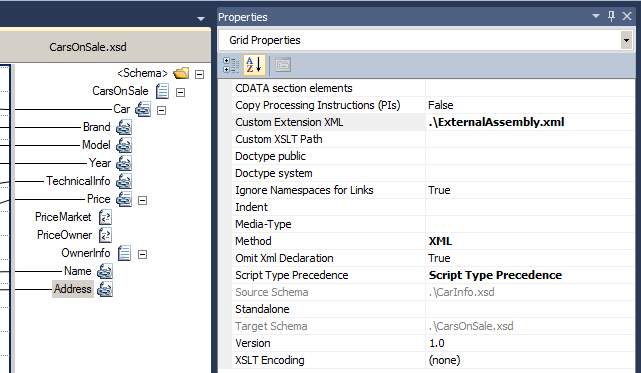 CarsOnSale.xsd
<Schema>
CarsOnSale
Car
Brand
Model
Year
TechnicalInfo
Price
PriceMarket
PriceOwner
OwnerInfo
Name
Address
Properties
Grid Properties
CDATA section elements
Copy Processing Instructions (PIs) False
Custom Extension XML .\ExternalAssembly.xml
Custom XSLT Path
Doctype public
Doctype system
Ignore Namespaces for Links True
Indent
Media-Type
Method XML
Omit Xml Declaration True
Script Type Precedence Script Type Precedence
Source Schema .\CarInfo.xsd
Standalone
Target Schema .\CarsOnSale.xsd
Version 1.0
XSLT Encoding (none)